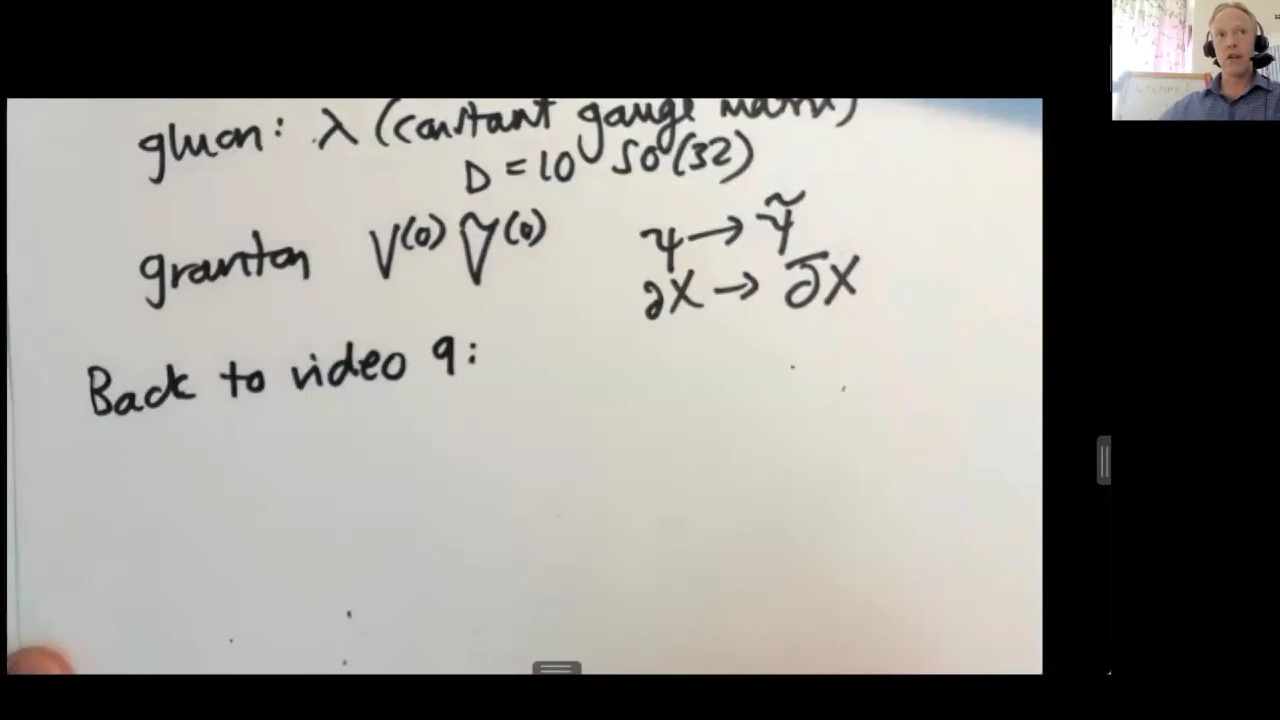 gluon: λ (constant gauge matrix)
D = 10 SO(32)
graviton V^(0) Ṽ^(0) ψ → ψ̃
∂X → ∂̄X
Back to video 9: